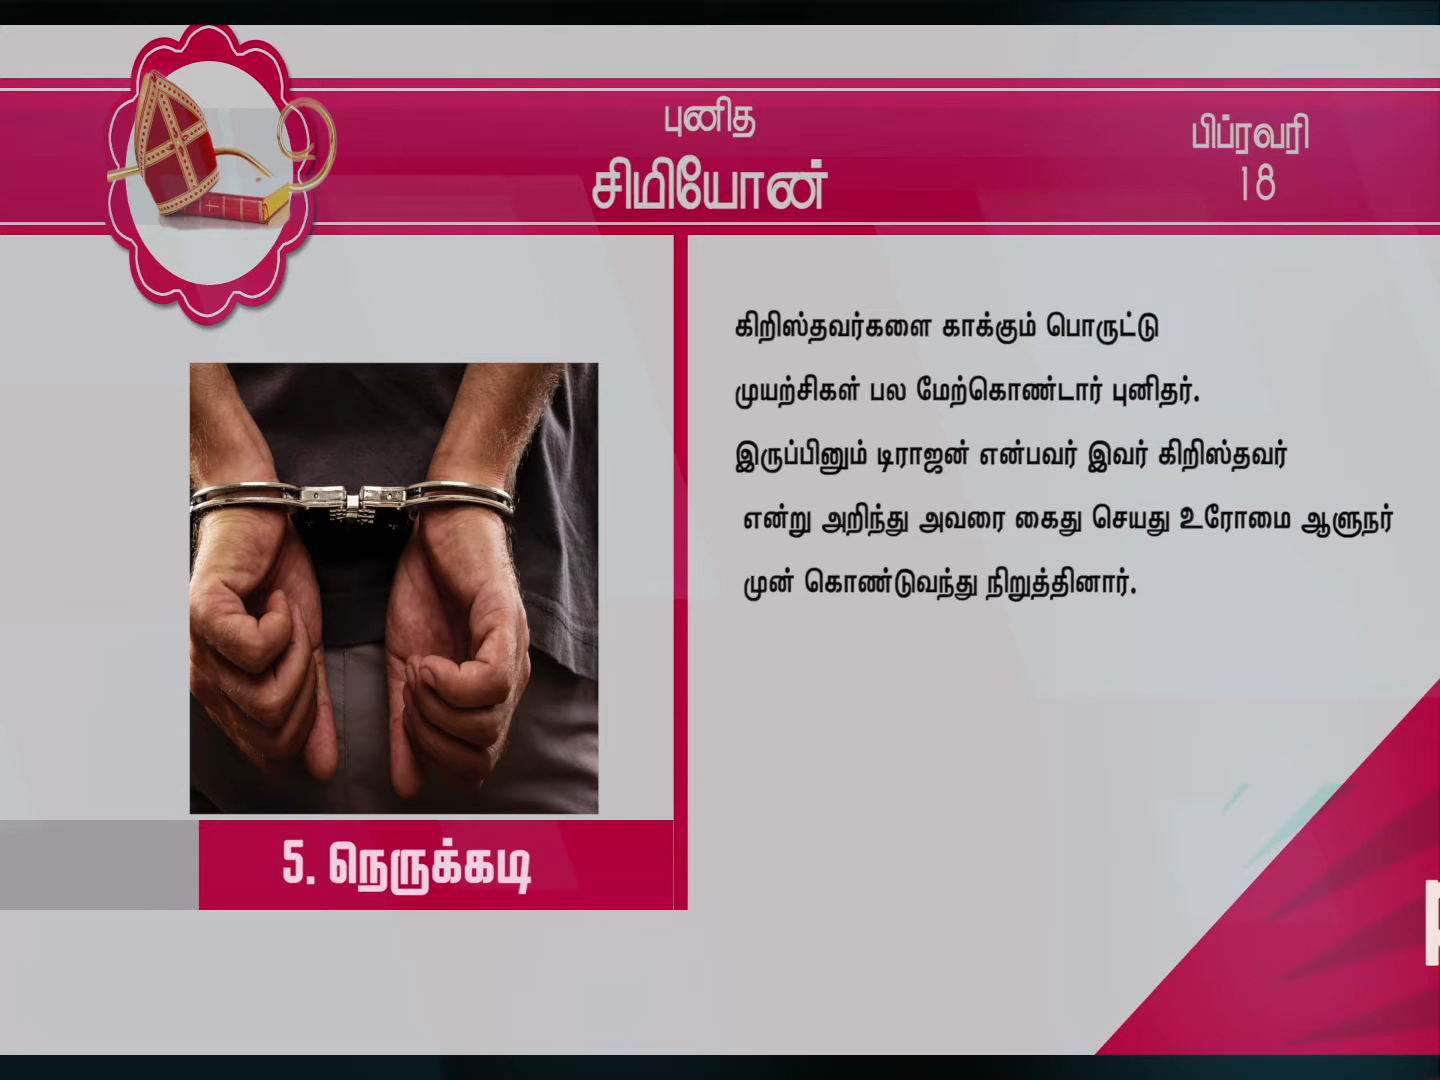 புனித
சிமியோன்
பிப்ரவரி
18
கிறிஸ்தவர்களை காக்கும் பொருட்டு
முயற்சிகள் பல மேற்கொண்டார் புனிதர்.
இருப்பினும் டிராஜன் என்பவர் இவர் கிறிஸ்தவர்
என்று அறிந்து அவரை கைது செயது உரோமை ஆளுநர்
முன் கொண்டுவந்து நிறுத்தினார்.
5. நெருக்கடி